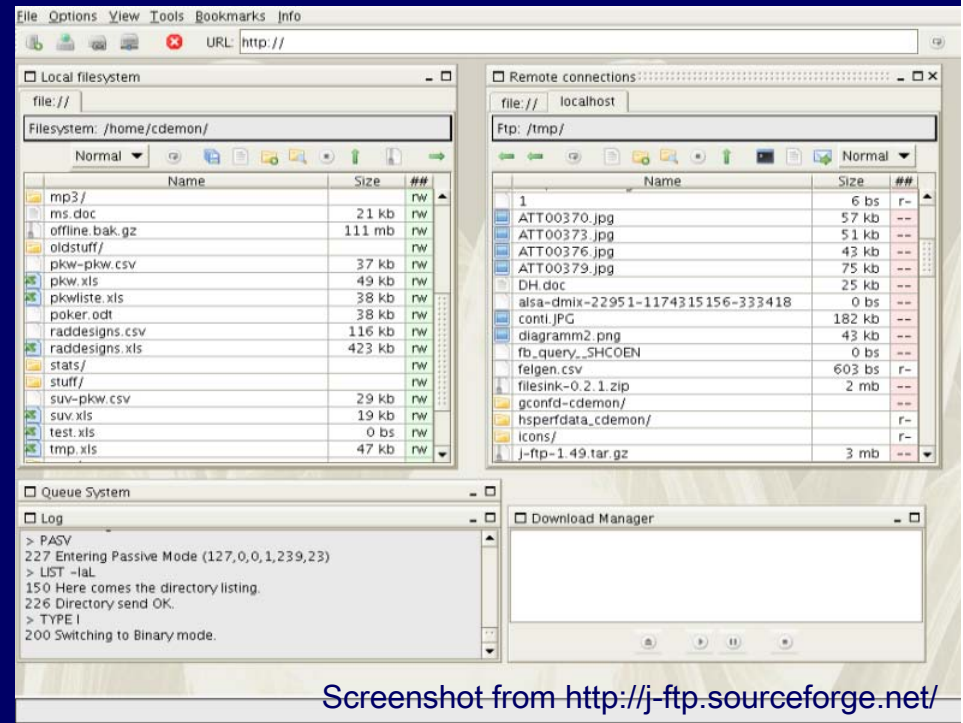 File Options View Tools Bookmarks Info
URL: http://
Local filesystem
file://
Filesystem: /home/cdemon/
Normal
Name Size ##
mp3/ rw
ms.doc 21 kb rw
offline.bak.gz 111 mb rw
oldstuff/ rw
pkw-pkw.csv 37 kb rw
pkw.xls 49 kb rw
pkwliste.xls 38 kb rw
poker.odt 38 kb rw
raddesigns.csv 116 kb rw
raddesigns.xls 423 kb rw
stats/ rw
stuff/ rw
suv-pkw.csv 29 kb rw
suv.xls 19 kb rw
test.xls 0 bs rw
tmp.xls 47 kb rw
Remote connections
file:// localhost
Ftp: /tmp/
Normal
Name Size ##
1 6 bs r-
ATT00370.jpg 57 kb --
ATT00373.jpg 51 kb --
ATT00376.jpg 43 kb --
ATT00379.jpg 75 kb --
DH.doc 25 kb --
alsa-dmix-22951-1174315156-333418 0 bs --
conti.JPG 182 kb --
diagramm2.png 43 kb --
fb_query__SHCOEN 0 bs --
felgen.csv 603 bs r-
filesink-0.2.1.zip 2 mb --
gconfd-cdemon/ --
hsperfdata_cdemon/ r-
icons/ r-
j-ftp-1.49.tar.gz 3 mb --
Queue System
Log
> PASV
227 Entering Passive Mode (127,0,0,1,239,23)
> LIST -laL
150 Here comes the directory listing.
226 Directory send OK.
> TYPE I
200 Switching to Binary mode.
Download Manager
Screenshot from http://j-ftp.sourceforge.net/